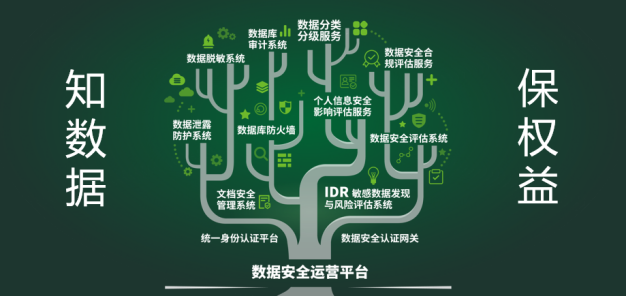 知数据
保权益
数据库
审计系统
数据分类
分级服务
数据脱敏系统
数据安全合
规评估服务
个人信息安全
影响评估服务
数据泄露
防护系统
数据库防火墙
数据安全评估系统
文档安全
管理系统
IDR 敏感数据发现
与风险评估系统
统一身份认证平台
数据安全认证网关
数据安全运营平台